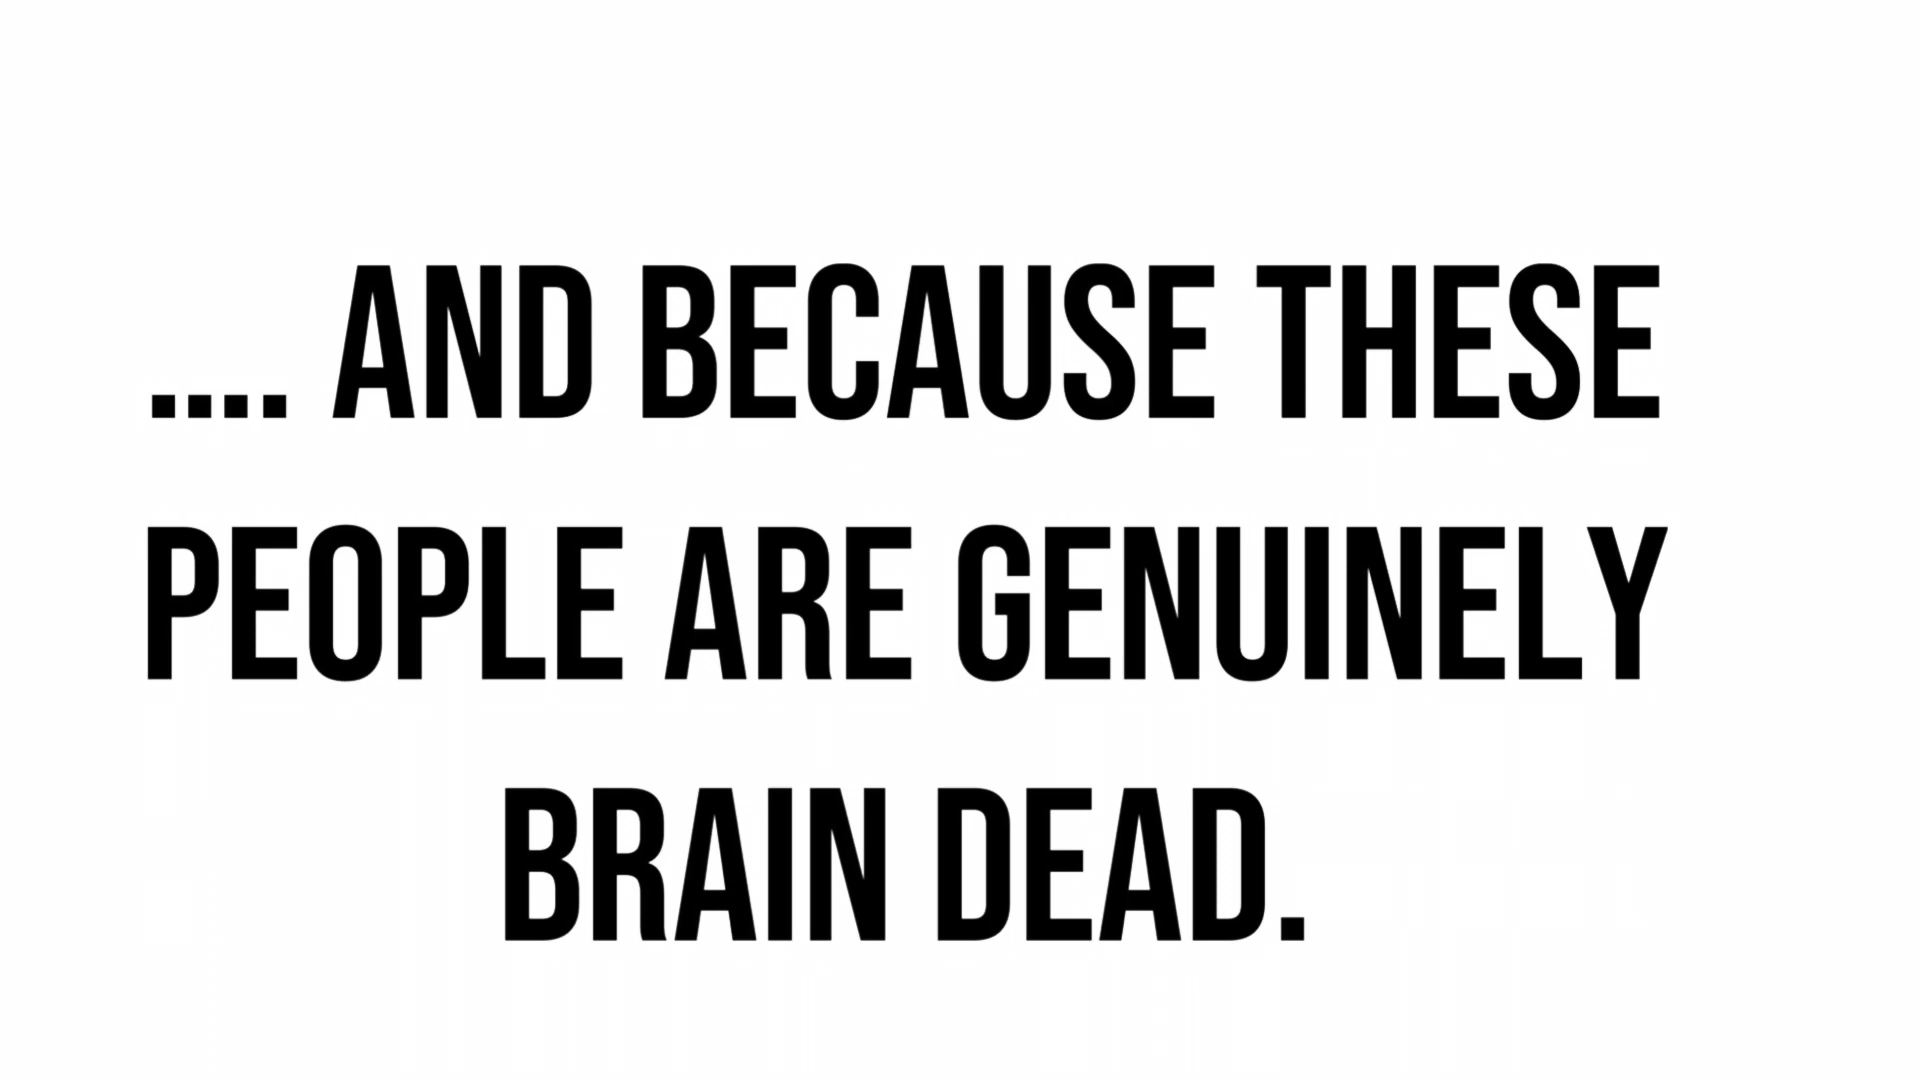 .... AND BECAUSE THESE
PEOPLE ARE GENUINELY
BRAIN DEAD.